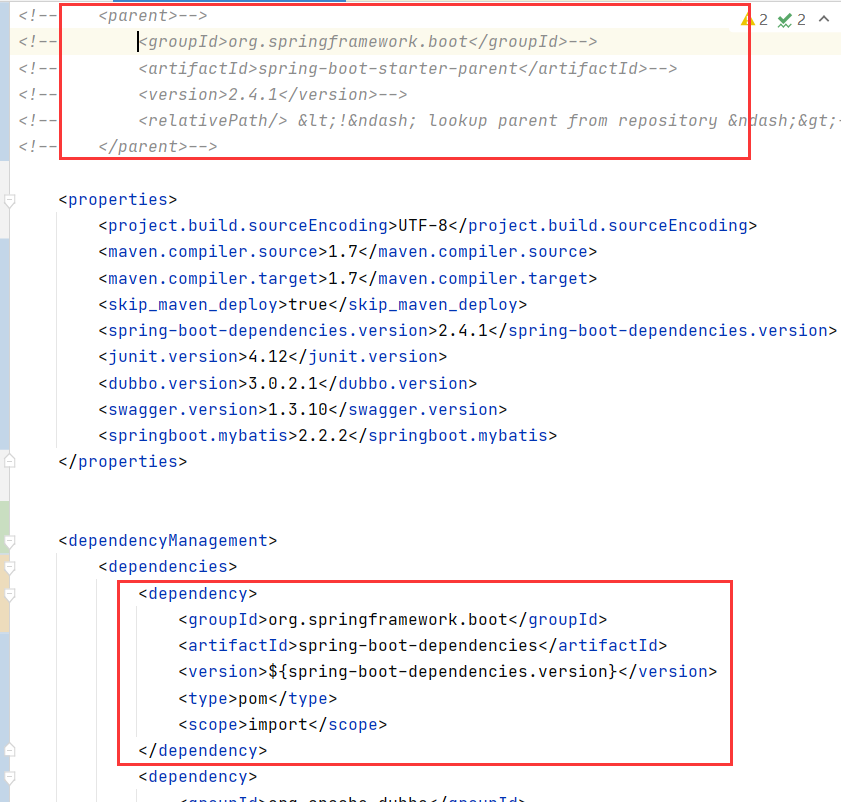 <!--    <parent>-->
2 2
<!--        <groupId>org.springframework.boot</groupId>-->
<!--        <artifactId>spring-boot-starter-parent</artifactId>-->
<!--        <version>2.4.1</version>-->
<!--        <relativePath/> &lt;!&ndash; lookup parent from repository &ndash;&gt;-
<!--    </parent>-->
    <properties>
        <project.build.sourceEncoding>UTF-8</project.build.sourceEncoding>
        <maven.compiler.source>1.7</maven.compiler.source>
        <maven.compiler.target>1.7</maven.compiler.target>
        <skip_maven_deploy>true</skip_maven_deploy>
        <spring-boot-dependencies.version>2.4.1</spring-boot-dependencies.version>
        <junit.version>4.12</junit.version>
        <dubbo.version>3.0.2.1</dubbo.version>
        <swagger.version>1.3.10</swagger.version>
        <springboot.mybatis>2.2.2</springboot.mybatis>
    </properties>
    <dependencyManagement>
        <dependencies>
            <dependency>
                <groupId>org.springframework.boot</groupId>
                <artifactId>spring-boot-dependencies</artifactId>
                <version>${spring-boot-dependencies.version}</version>
                <type>pom</type>
                <scope>import</scope>
            </dependency>
            <dependency>
                <groupId>org.apache.dubbo</groupId>